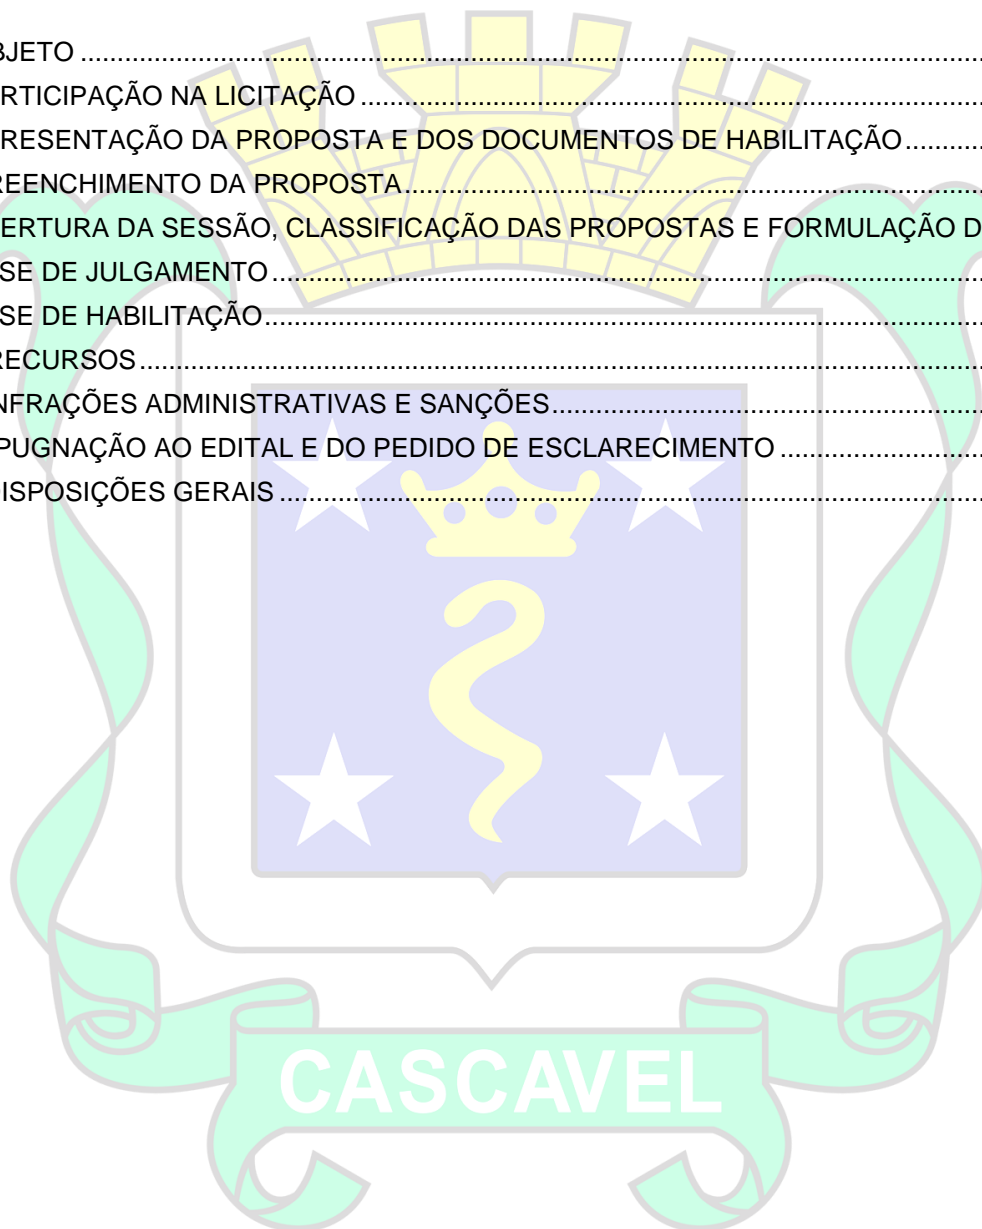 BJETO
RTICIPAÇÃO NA LICITAÇÃO
PRESENTAÇÃO DA PROPOSTA E DOS DOCUMENTOS DE HABILITAÇÃO
REENCHIMENTO DA PROPOSTA
ERTURA DA SESSÃO, CLASSIFICAÇÃO DAS PROPOSTAS E FORMULAÇÃO D
SE DE JULGAMENTO
SE DE HABILITAÇÃO
RECURSOS
NFRAÇÕES ADMINISTRATIVAS E SANÇÕES
PUGNAÇÃO AO EDITAL E DO PEDIDO DE ESCLARECIMENTO
DISPOSIÇÕES GERAIS
CASCAVEL